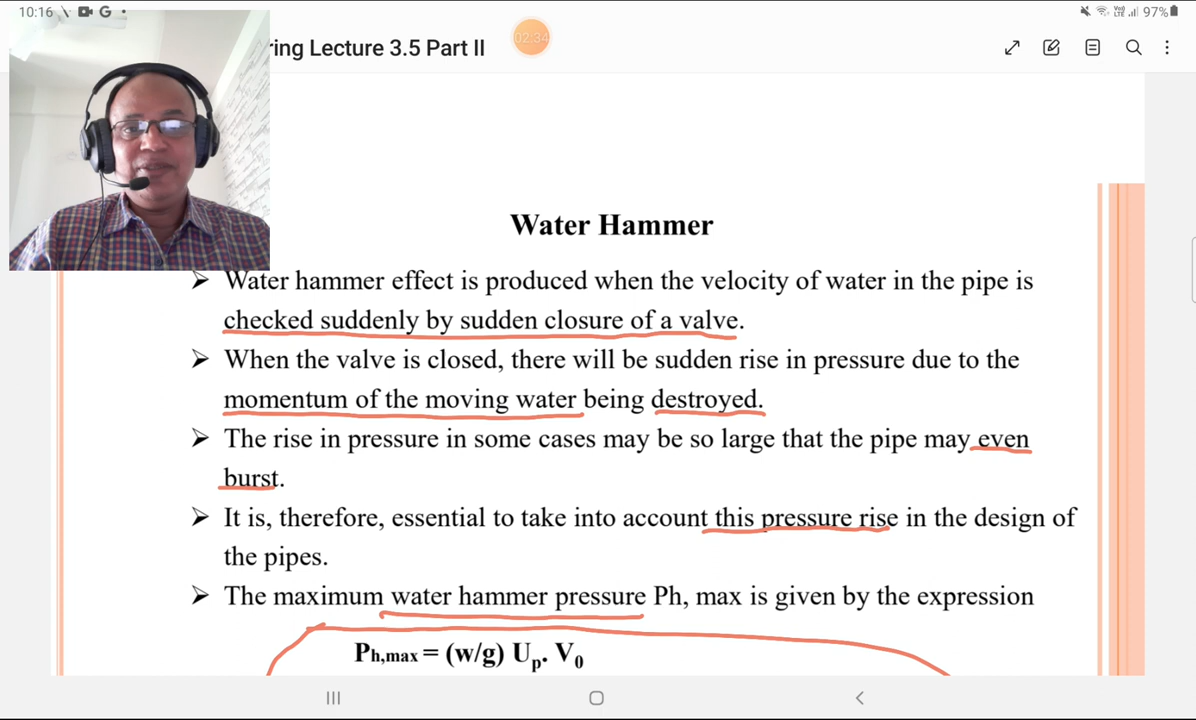 10:16
97%
ring Lecture 3.5 Part II
02:34
Water Hammer
➢ Water hammer effect is produced when the velocity of water in the pipe is
checked suddenly by sudden closure of a valve.
➢ When the valve is closed, there will be sudden rise in pressure due to the
momentum of the moving water being destroyed.
➢ The rise in pressure in some cases may be so large that the pipe may even
burst.
➢ It is, therefore, essential to take into account this pressure rise in the design of
the pipes.
➢ The maximum water hammer pressure Ph, max is given by the expression
Ph,max = (w/g) Up. V0